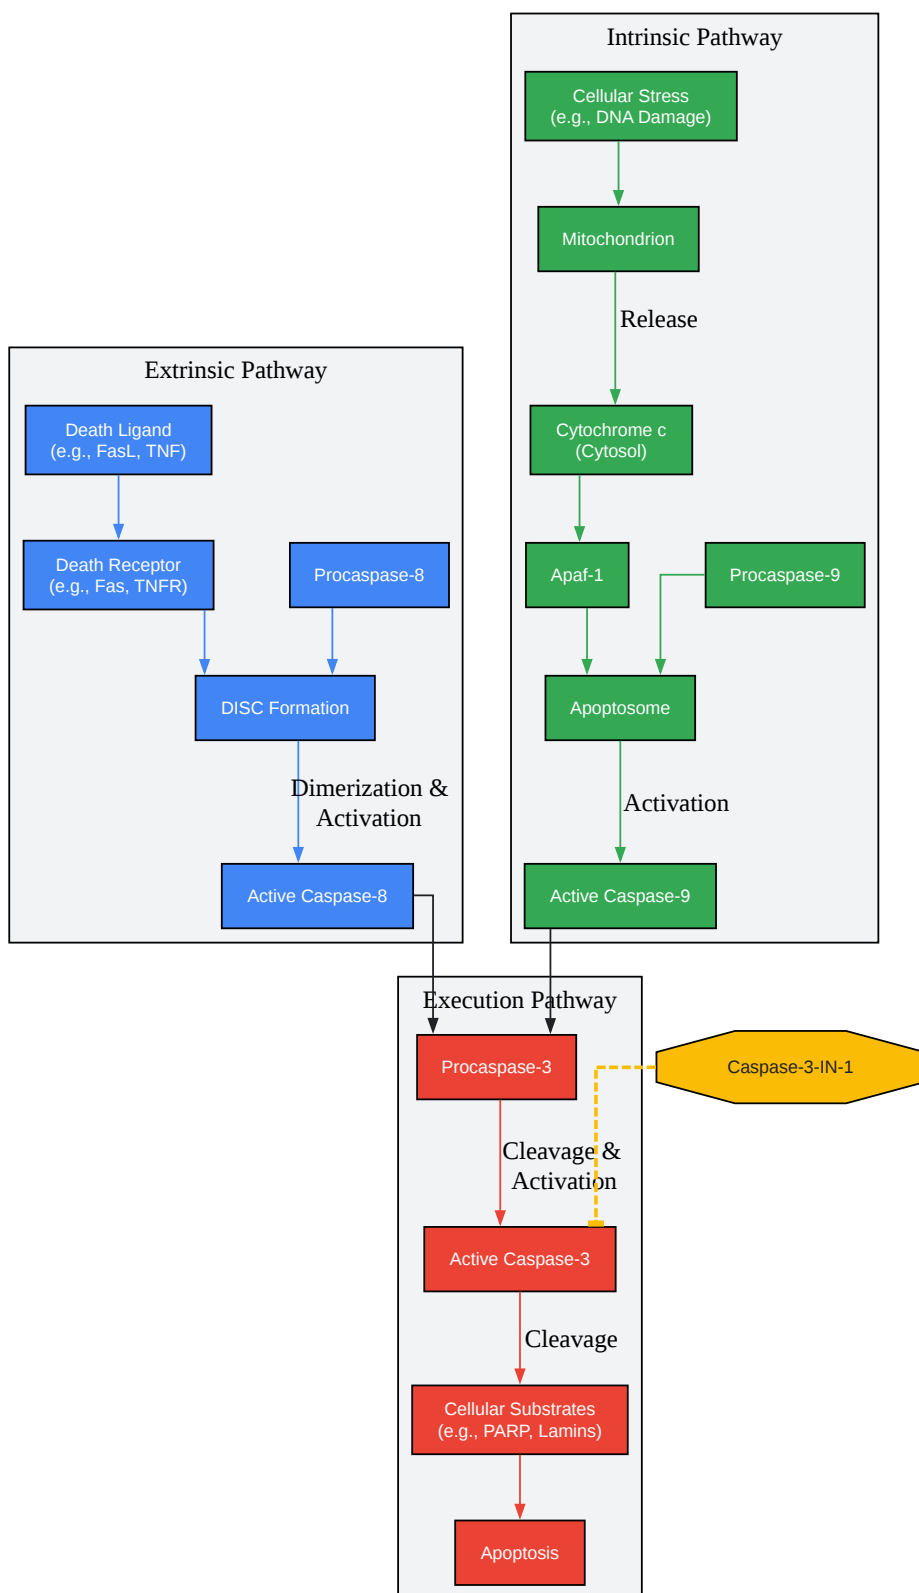 Intrinsic Pathway
Cellular Stress
(e.g., DNA Damage)
Mitochondrion
Release
Cytochrome c
(Cytosol)
Apaf-1
Procaspase-9
Apoptosome
Activation
Active Caspase-9
Extrinsic Pathway
Death Ligand
(e.g., FasL, TNF)
Death Receptor
(e.g., Fas, TNFR)
Procaspase-8
DISC Formation
Dimerization &
Activation
Active Caspase-8
Execution Pathway
Procaspase-3
Caspase-3-IN-1
Cleavage &
Activation
Active Caspase-3
Cleavage
Cellular Substrates
(e.g., PARP, Lamins)
Apoptosis